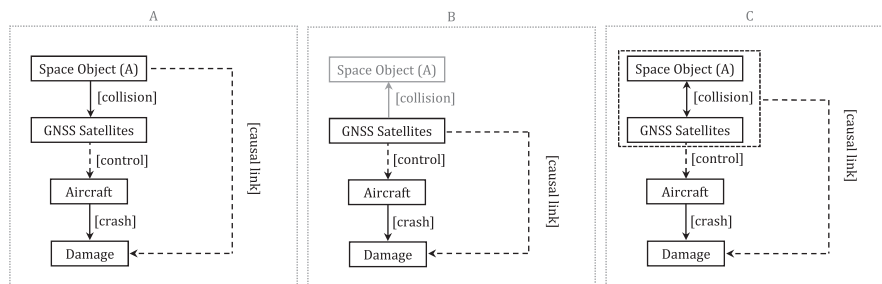 A
Space Object (A)
[collision]
GNSS Satellites
[control]
Aircraft
[crash]
Damage
[causal link]
B
Space Object (A)
[collision]
GNSS Satellites
[control]
Aircraft
[crash]
Damage
[causal link]
C
Space Object (A)
[collision]
GNSS Satellites
[control]
Aircraft
[crash]
Damage
[causal link]